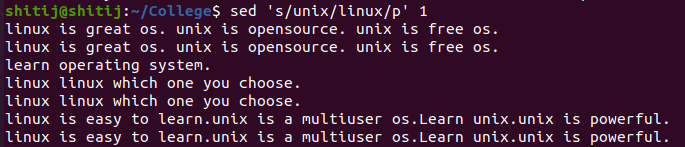 shitij@shitij:~/College$ sed 's/unix/linux/p' 1
linux is great os. unix is opensource. unix is free os.
linux is great os. unix is opensource. unix is free os.
learn operating system.
linux linux which one you choose.
linux linux which one you choose.
linux is easy to learn.unix is a multiuser os.Learn unix.unix is powerful.
linux is easy to learn.unix is a multiuser os.Learn unix.unix is powerful.